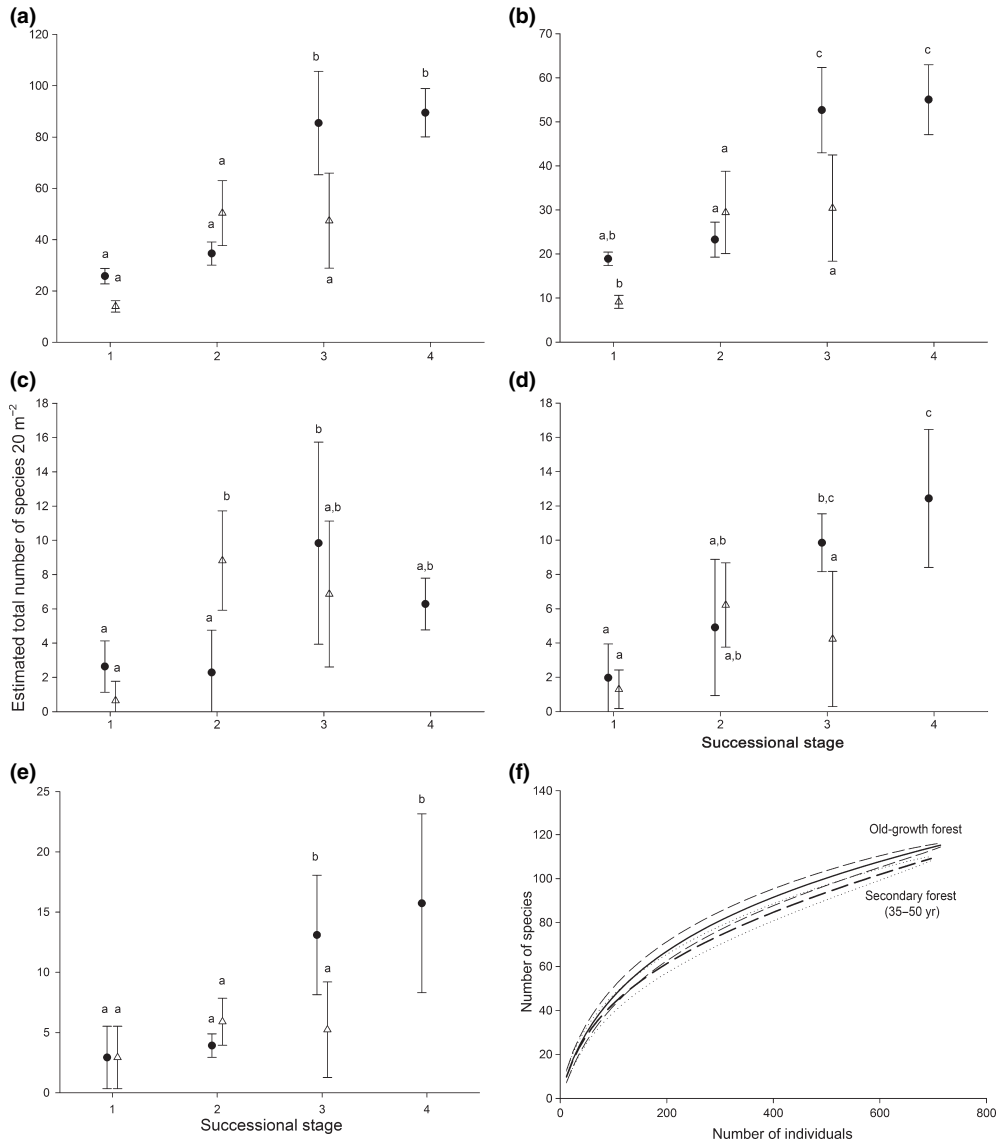 (a)
120
100
80
60
40
20
0
a
a
a
a
b
a
b
1 2 3 4
(b)
70
60
50
40
30
20
10
0
a,b
b
a
a
c
a
c
1 2 3 4
(c)
Estimated total number of species 20 m⁻²
18
16
14
12
10
8
6
4
2
0
a
a
a
b
b
a,b
a,b
1 2 3 4
(d)
18
16
14
12
10
8
6
4
2
0
a
a
a,b
a,b
b,c
a
c
1 2 3 4
Successional stage
(e)
25
20
15
10
5
0
a
a
a
a
b
a
b
1 2 3 4
Successional stage
(f)
Number of species
140
120
100
80
60
40
20
0
Old-growth forest
Secondary forest
(35–50 yr)
0 200 400 600 800
Number of individuals